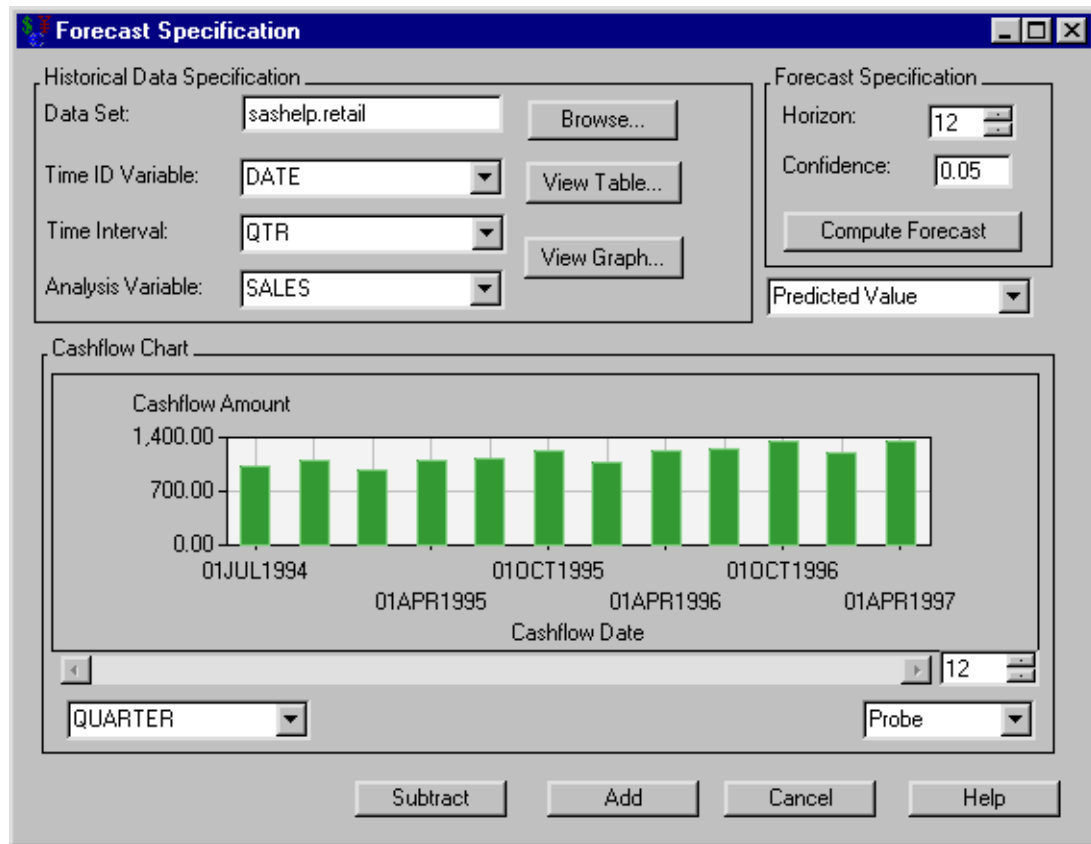 Forecast Specification
Historical Data Specification
Data Set:
sashelp.retail
Browse...
Time ID Variable:
DATE
View Table...
Time Interval:
QTR
View Graph...
Analysis Variable:
SALES
Forecast Specification
Horizon:
12
Confidence:
0.05
Compute Forecast
Predicted Value
Cashflow Chart
Cashflow Amount
1,400.00
700.00
0.00
01JUL1994
01OCT1995
01OCT1996
01APR1995
01APR1996
01APR1997
Cashflow Date
12
QUARTER
Probe
Subtract
Add
Cancel
Help